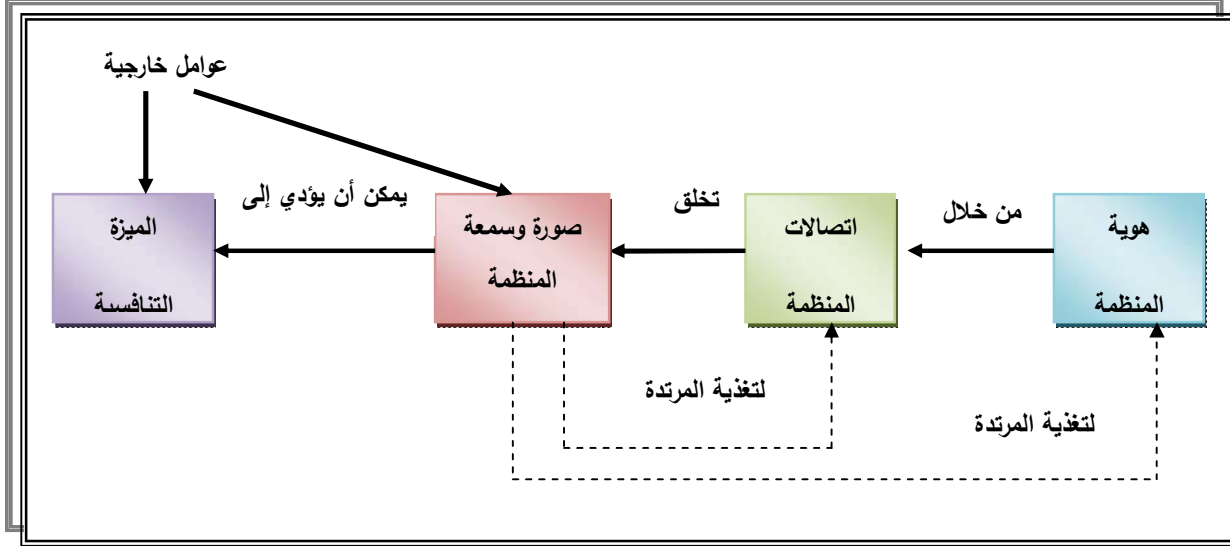 عوامل خارجية
هوية
المنظمة
من خلال
اتصالات
المنظمة
تخلق
صورة وسمعة
المنظمة
يمكن أن يؤدي إلى
الميزة
التنافسية
لتغذية المرتدة
لتغذية المرتدة